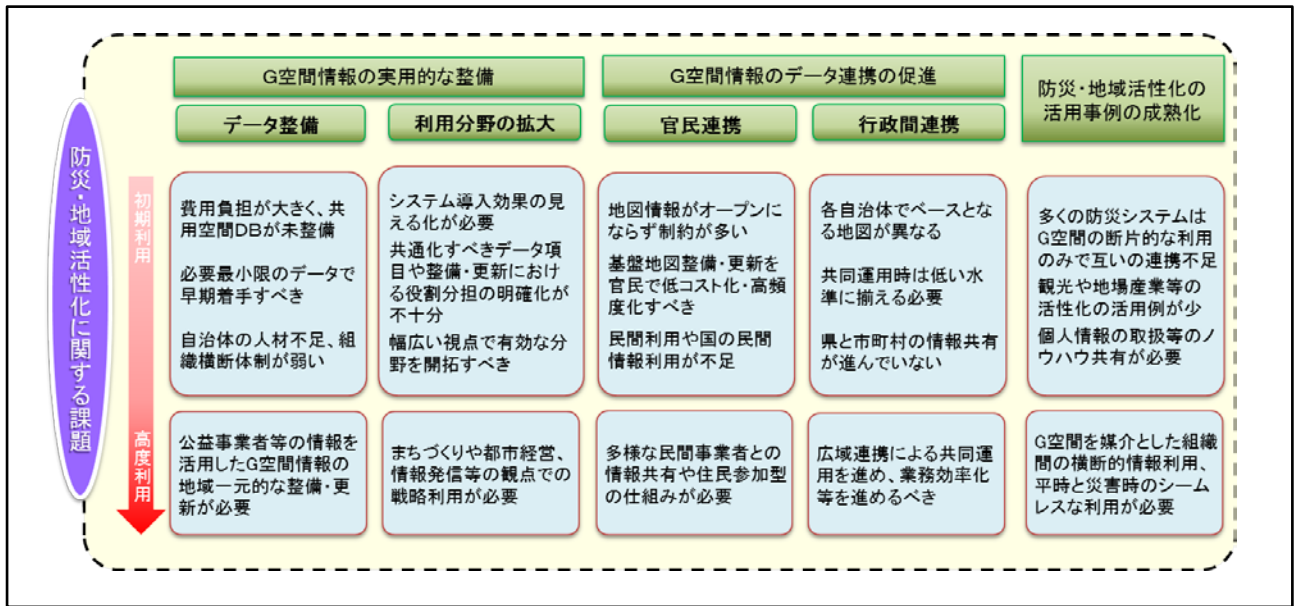 防災・地域活性化に関する課題
初期利用
高度利用
G空間情報の実用的な整備
G空間情報のデータ連携の促進
防災・地域活性化の
活用事例の成熟化
データ整備
利用分野の拡大
官民連携
行政間連携
費用負担が大きく、共
用空間DBが未整備
必要最小限のデータで
早期着手すべき
自治体の人材不足、組
織横断体制が弱い
システム導入効果の見
える化が必要
共通化すべきデータ項
目や整備・更新におけ
る役割分担の明確化が
不十分
幅広い視点で有効な分
野を開拓すべき
地図情報がオープンに
ならず制約が多い
基盤地図整備・更新を
官民で低コスト化・高頻
度化すべき
民間利用や国の民間
情報利用が不足
各自治体でベースとな
る地図が異なる
共同運用時は低い水
準に揃える必要
県と市町村の情報共有
が進んでいない
多くの防災システムは
G空間の断片的な利用
のみで互いの連携不足
観光や地場産業等の
活性化の活用例が少
個人情報の取扱等のノ
ウハウ共有が必要
公益事業者等の情報を
活用したG空間情報の
地域一元的な整備・更
新が必要
まちづくりや都市経営、
情報発信等の観点での
戦略利用が必要
多様な民間事業者との
情報共有や住民参加型
の仕組みが必要
広域連携による共同運
用を進め、業務効率化
等を進めるべき
G空間を媒介とした組織
間の横断的情報利用、
平時と災害時のシーム
レスな利用が必要